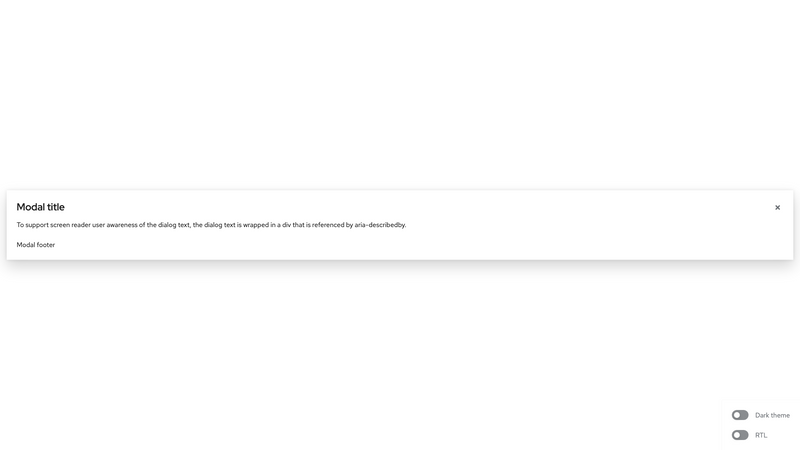 Modal title
To support screen reader user awareness of the dialog text, the dialog text is wrapped in a div that is referenced by aria-describedby.
Modal footer
Dark theme
RTL